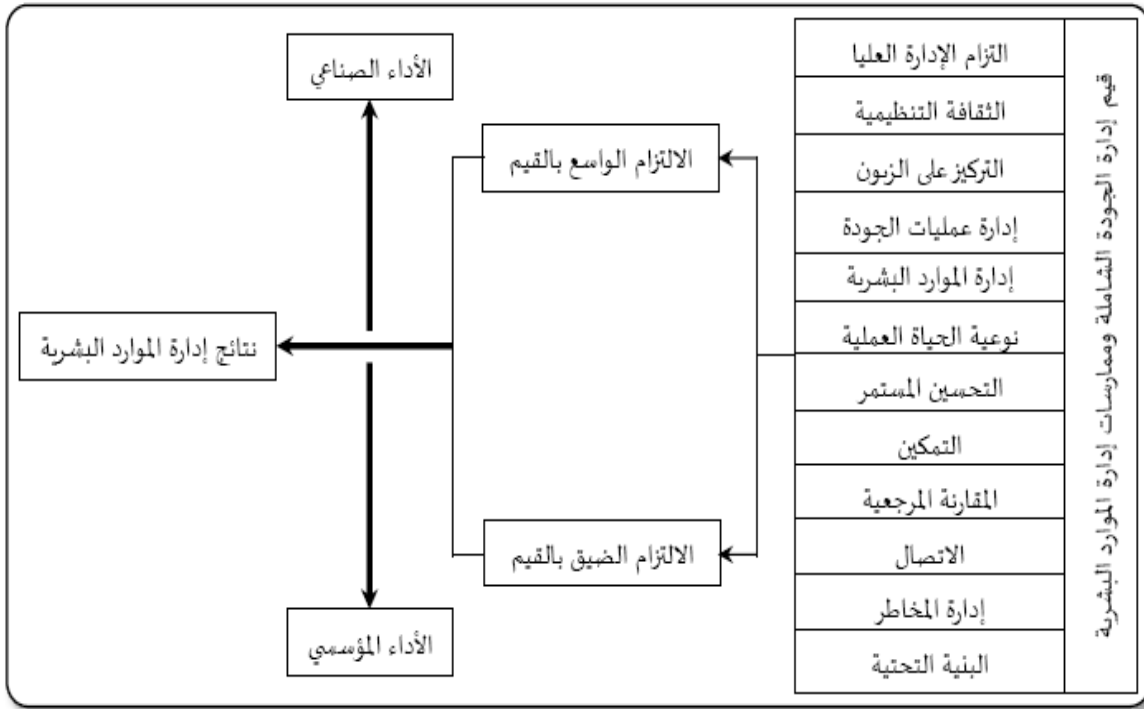 قيم إدارة الجودة الشاملة وممارسات إدارة الموارد البشرية
التزام الإدارة العليا
الثقافة التنظيمية
التركيز على الزبون
إدارة عمليات الجودة
إدارة الموارد البشرية
نوعية الحياة العملية
التحسين المستمر
التمكين
المقارنة المرجعية
الاتصال
إدارة المخاطر
البنية التحتية
الالتزام الواسع بالقيم
الالتزام الضيق بالقيم
الأداء الصناعي
نتائج إدارة الموارد البشرية
الأداء المؤسسي